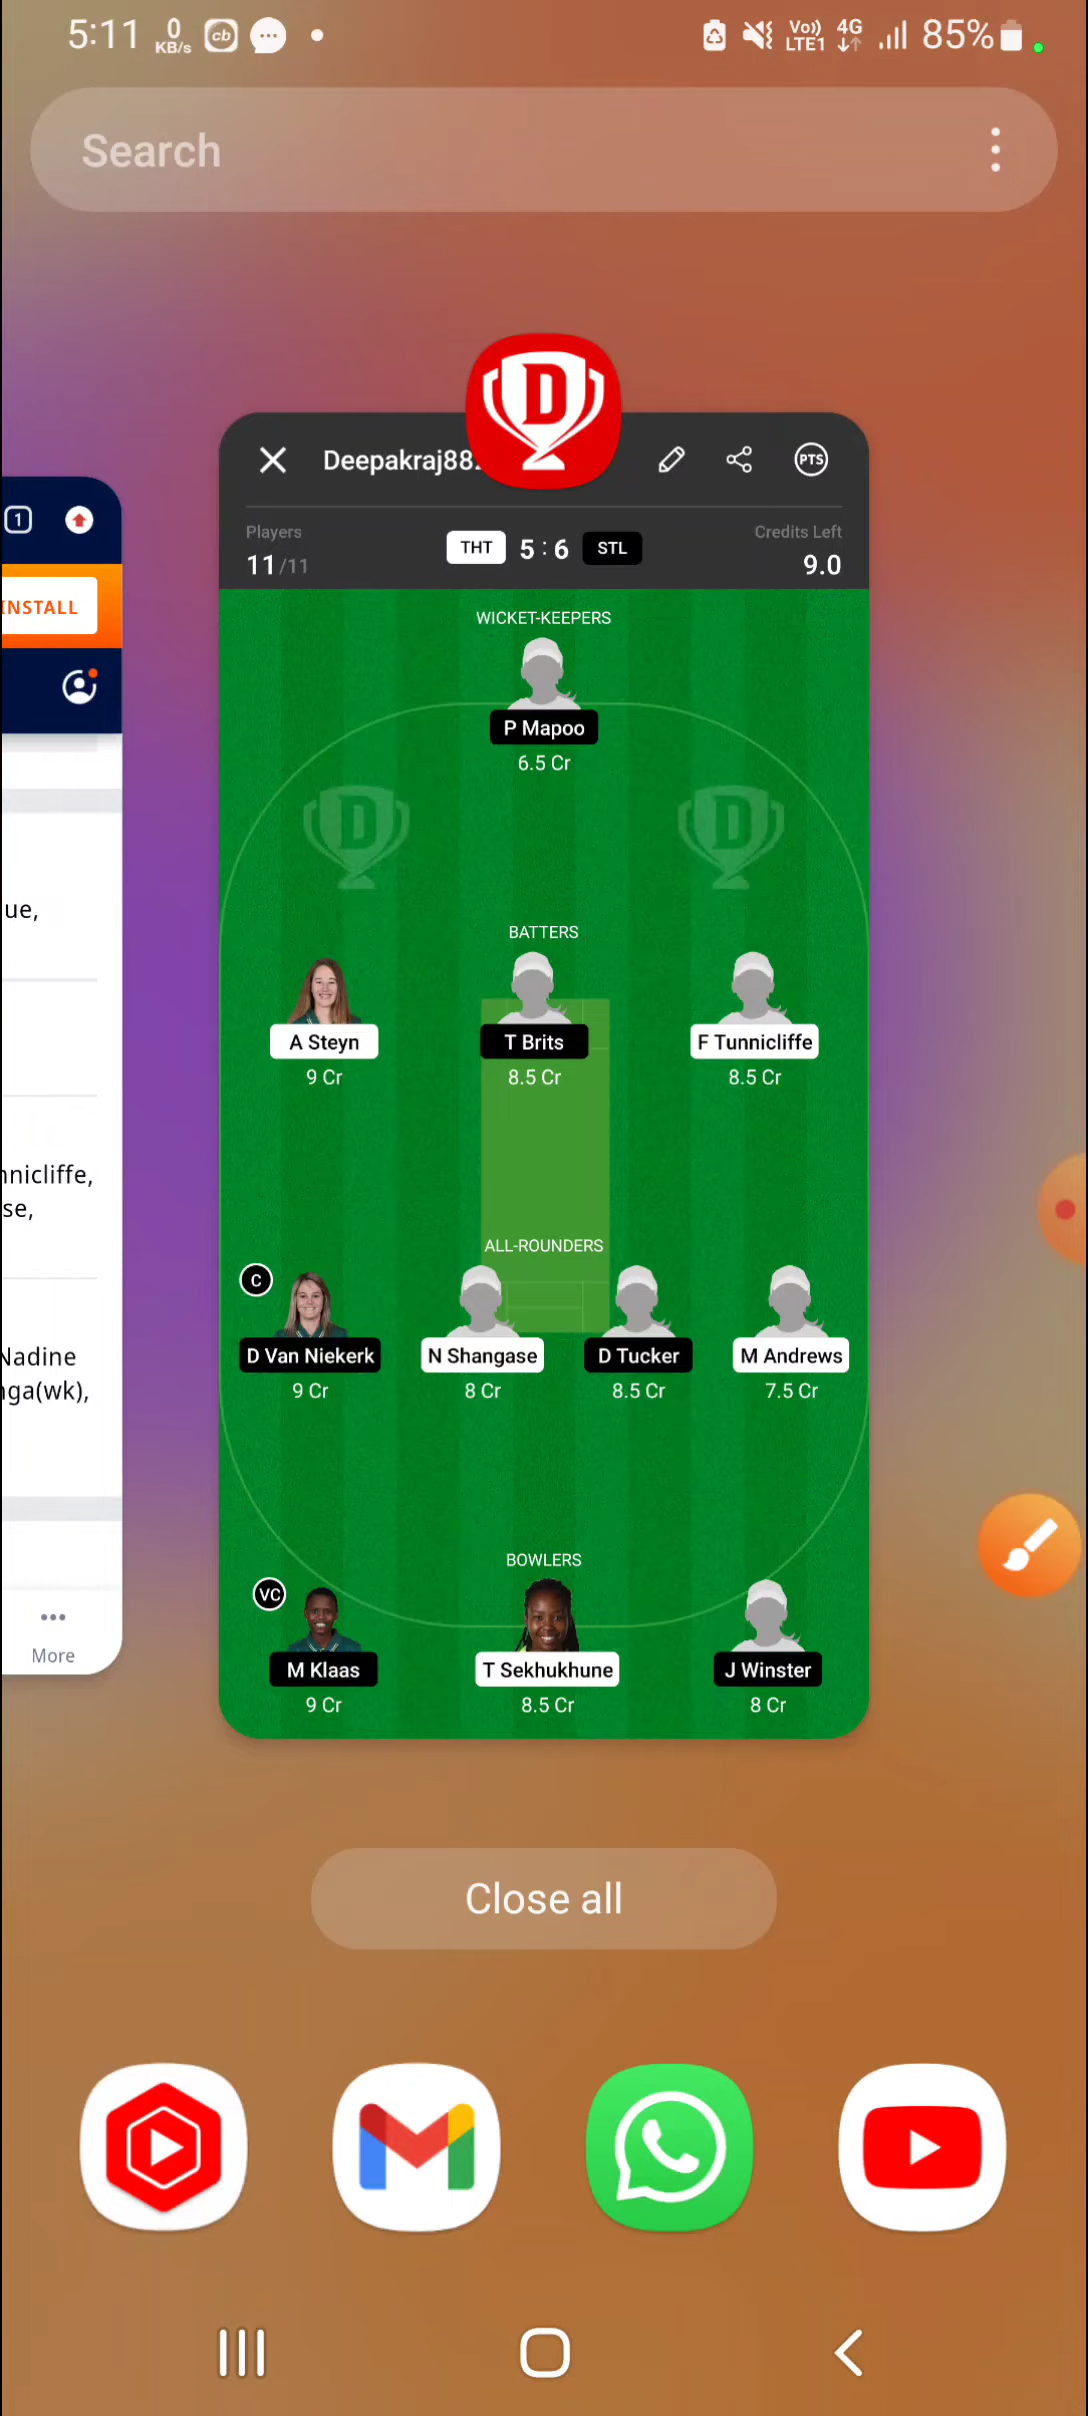 5:11 0 KB/s cb Vo)) LTE1 4G 85%
Search
D
Deepakraj88
PTS
Players
11/11
THT 5 : 6 STL
Credits Left
9.0
WICKET-KEEPERS
P Mapoo
6.5 Cr
BATTERS
A Steyn
9 Cr
T Brits
8.5 Cr
F Tunnicliffe
8.5 Cr
ALL-ROUNDERS
C
D Van Niekerk
9 Cr
N Shangase
8 Cr
D Tucker
8.5 Cr
M Andrews
7.5 Cr
BOWLERS
VC
M Klaas
9 Cr
T Sekhukhune
8.5 Cr
J Winster
8 Cr
1
INSTALL
ue,
nnicliffe,
se,
Nadine
nga(wk),
More
Close all